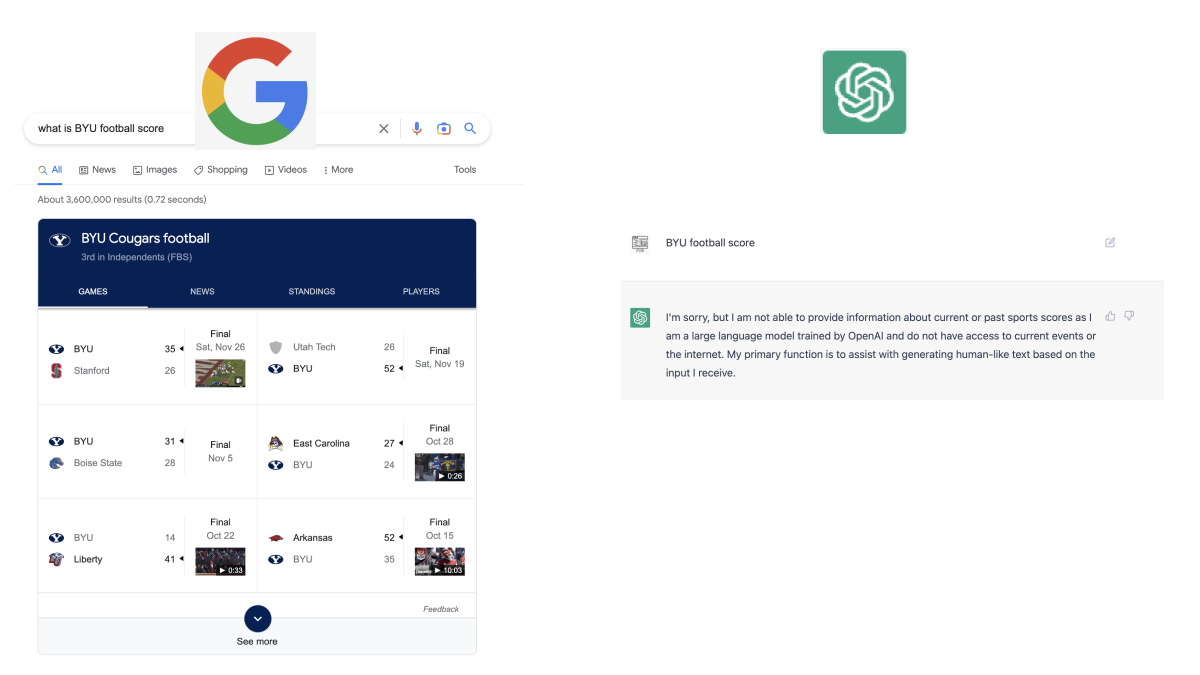 what is BYU football score
All
News
Images
Shopping
Videos
More
Tools
About 3,600,000 results (0.72 seconds)
BYU Cougars football
3rd in Independents (FBS)
GAMES
NEWS
STANDINGS
PLAYERS
BYU 35
Stanford 26
Final
Sat, Nov 26
Utah Tech 26
BYU 52
Final
Sat, Nov 19
BYU 31
Boise State 28
Final
Nov 5
East Carolina 27
BYU 24
Final
Oct 28
0:26
BYU 14
Liberty 41
Final
Oct 22
0:33
Arkansas 52
BYU 35
Final
Oct 15
10:03
Feedback
See more
BYU football score
I'm sorry, but I am not able to provide information about current or past sports scores as I
am a large language model trained by OpenAI and do not have access to current events or
the internet. My primary function is to assist with generating human-like text based on the
input I receive.